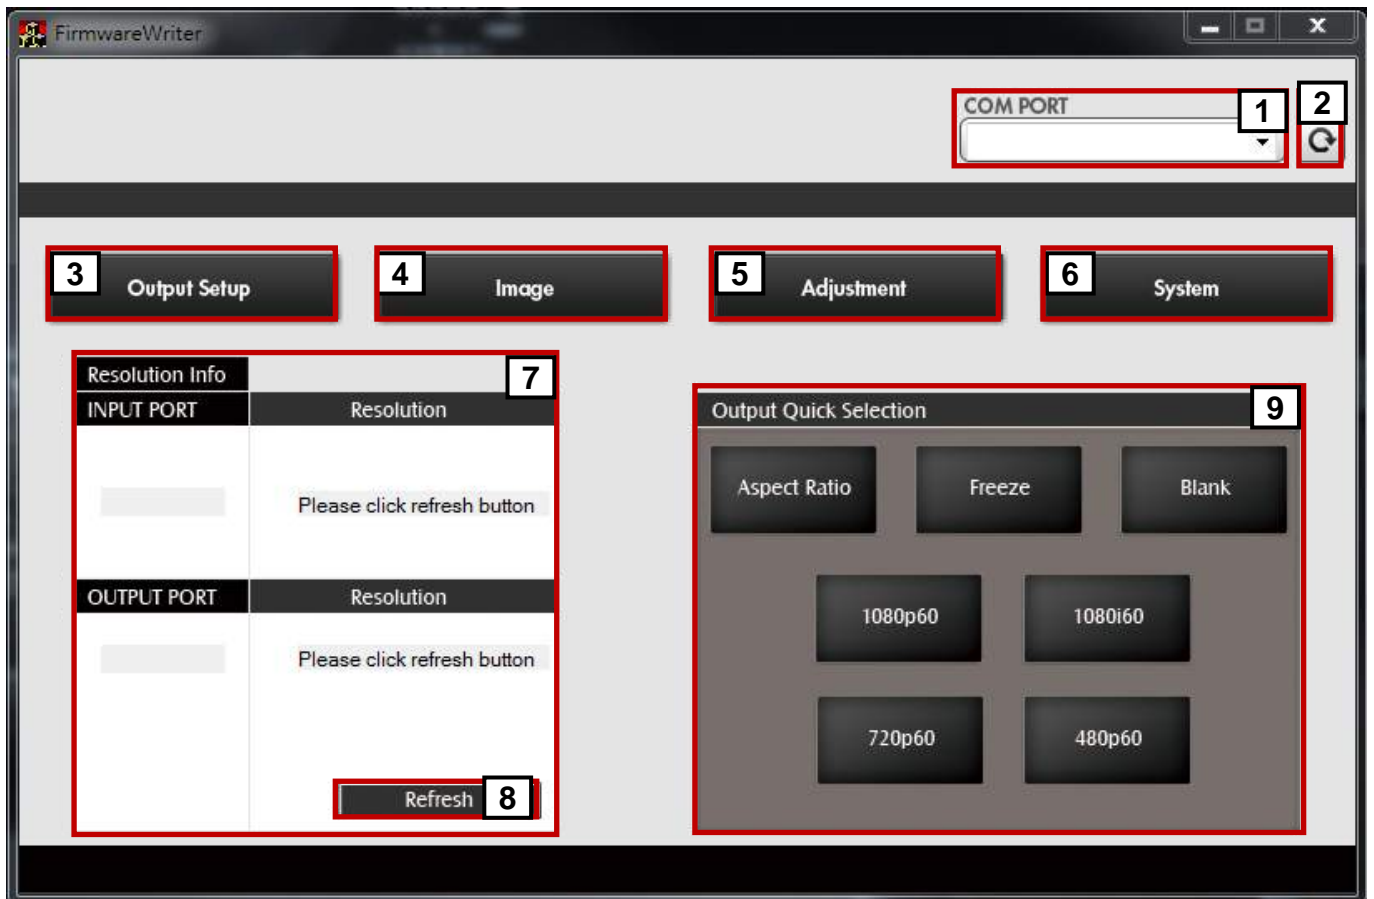 FirmwareWriter
COM PORT
1
2
3
Output Setup
4
Image
5
Adjustment
6
System
Resolution Info
7
INPUT PORT
Resolution
Please click refresh button
OUTPUT PORT
Resolution
Please click refresh button
Refresh
8
Output Quick Selection
9
Aspect Ratio
Freeze
Blank
1080p60
1080i60
720p60
480p60